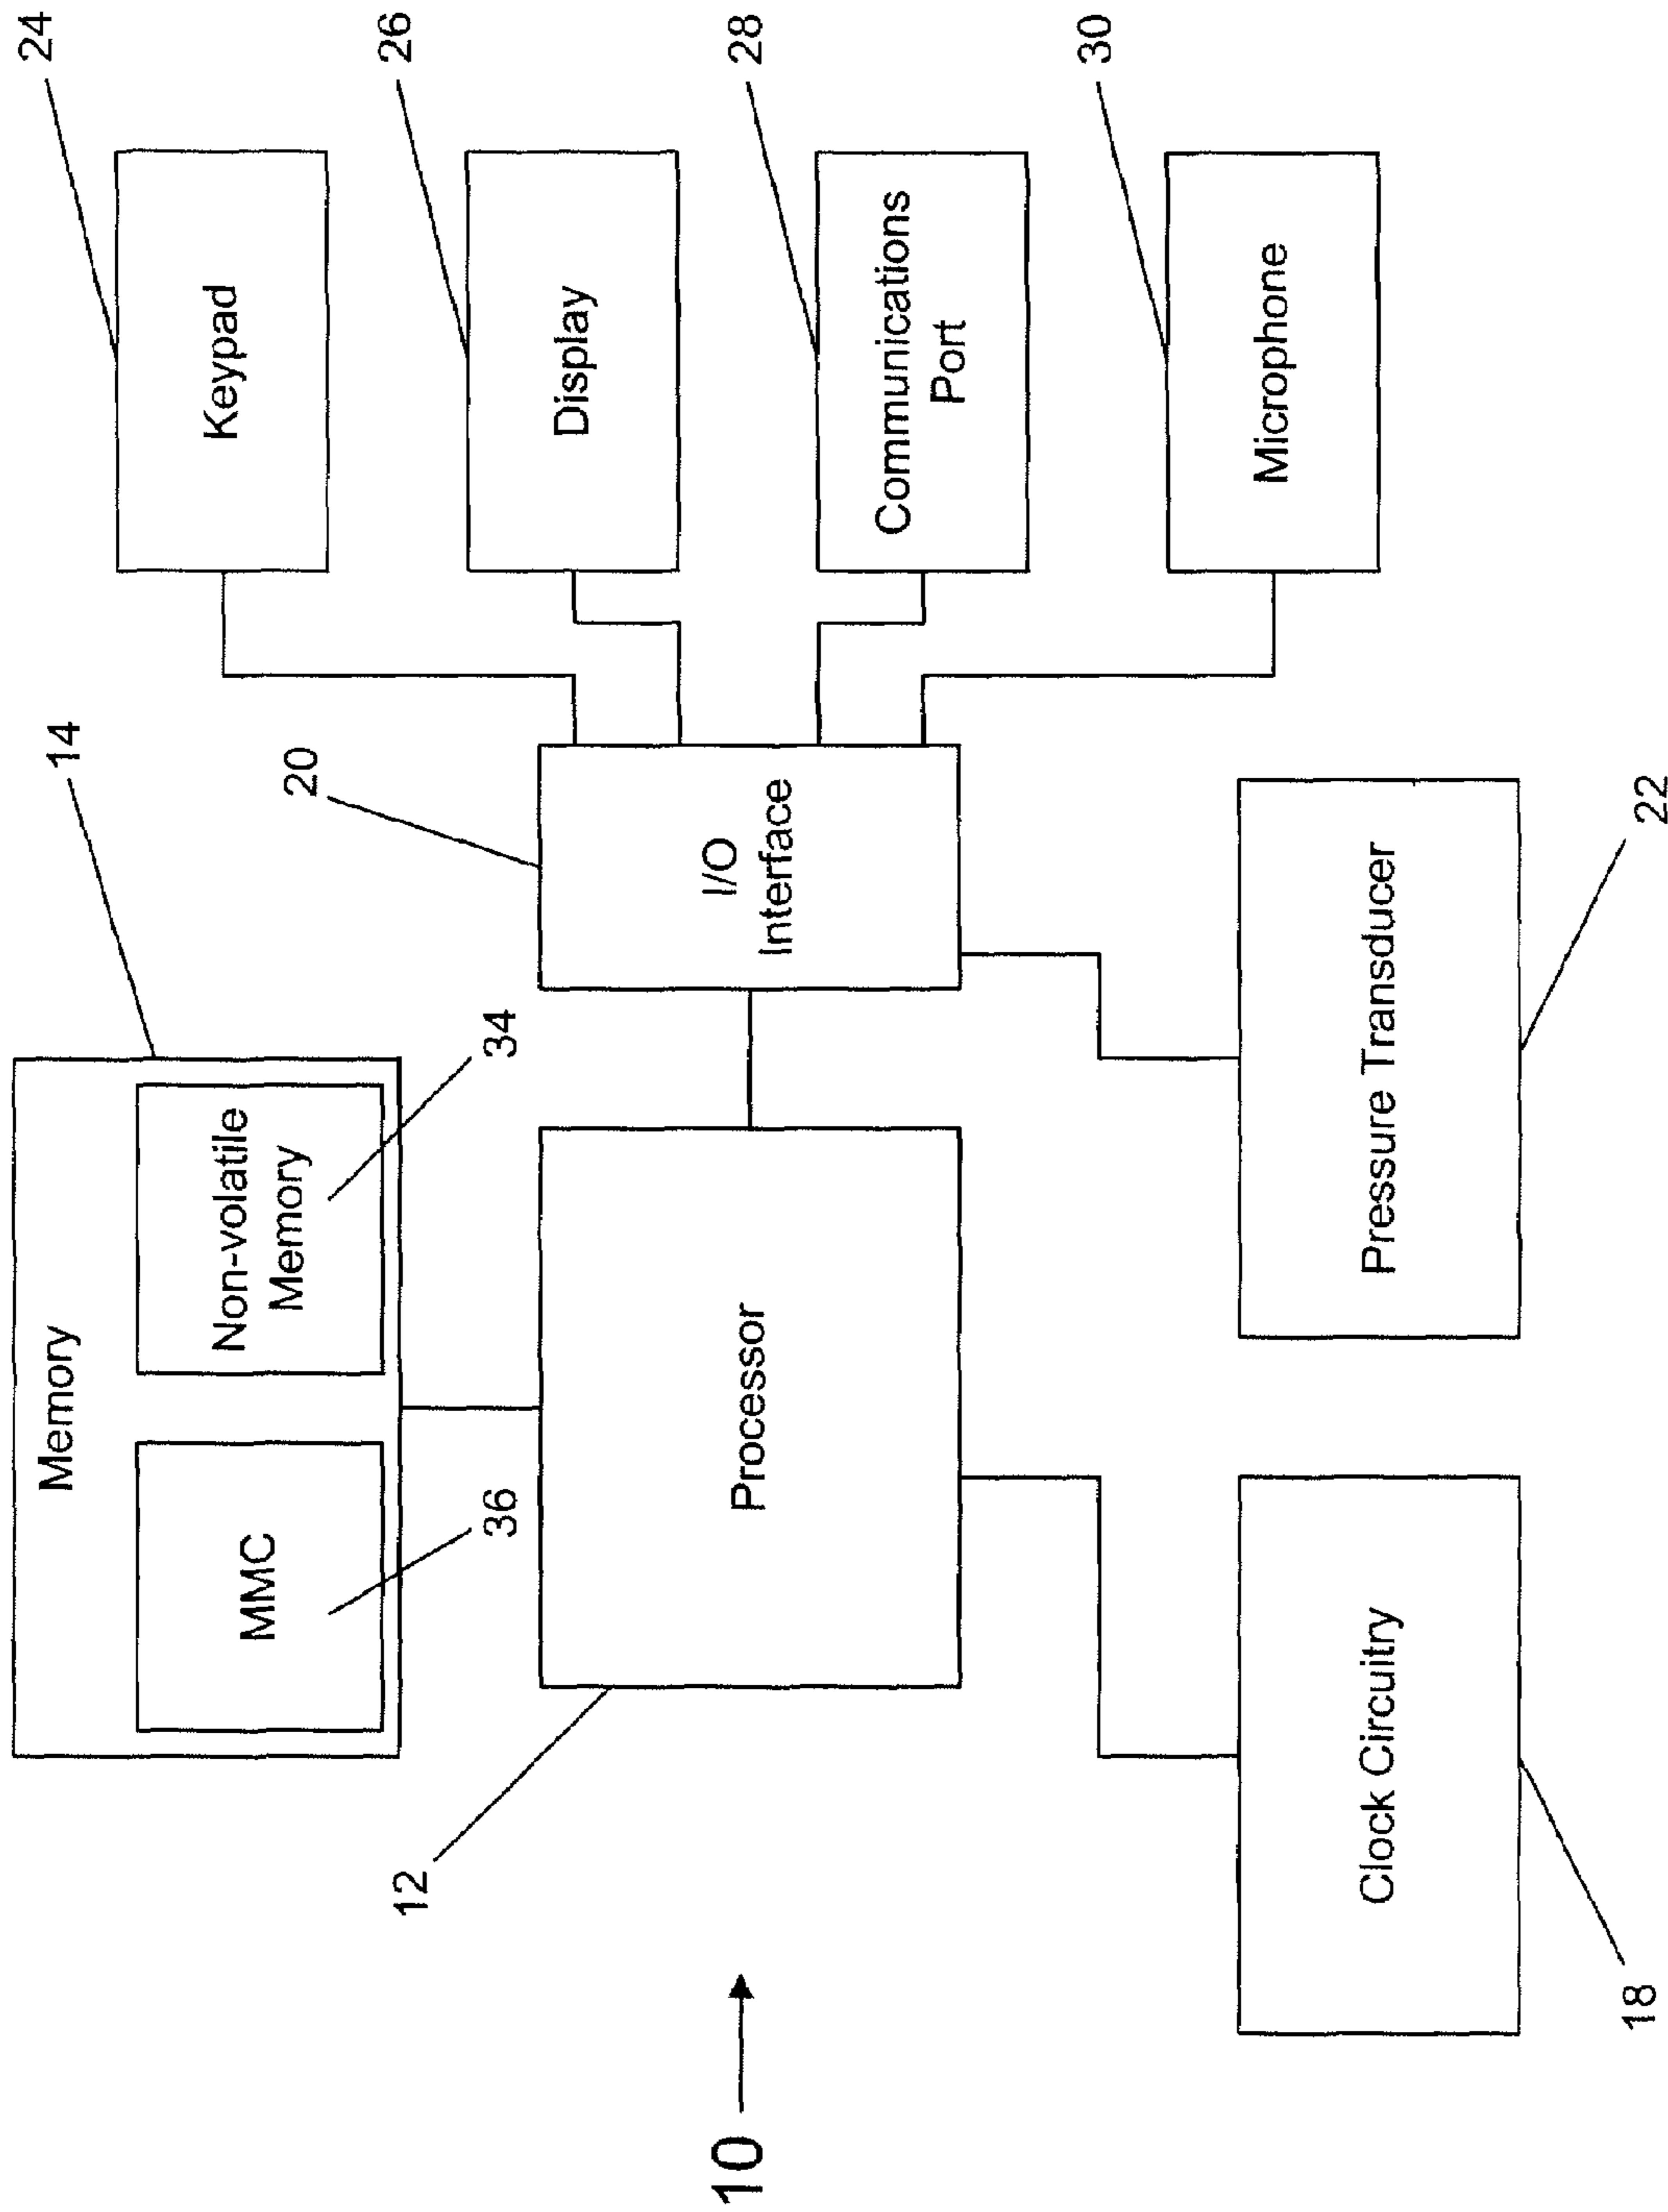 14
24
Memory
MMC
Non-volatile
Memory
Keypad
20
26
36
34
12
Display
10
Processor
I/O
Interface
28
Communications
Port
30
Clock Circuitry
Pressure Transducer
Microphone
18
22